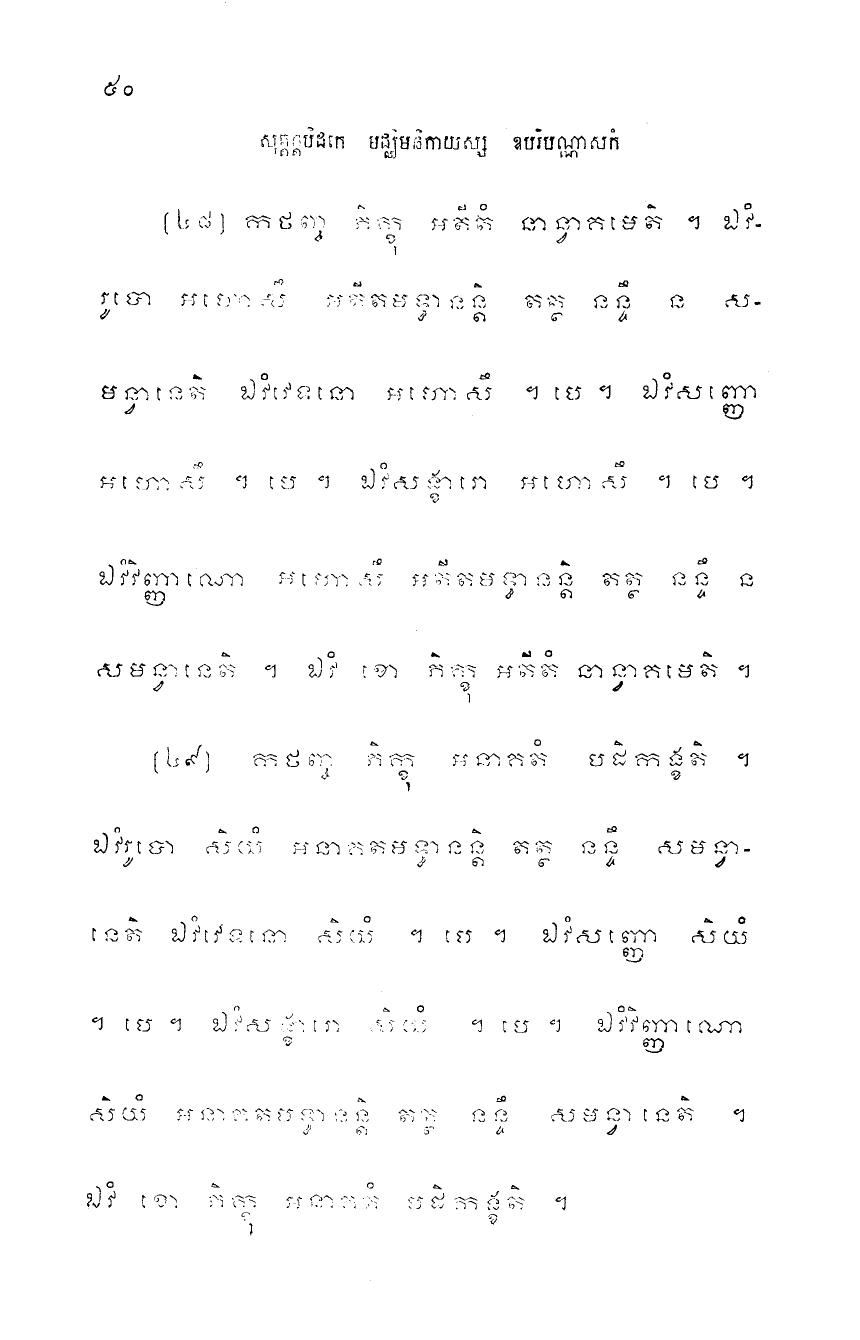 ៥០
សុត្តន្តបិដកេ មជ្ឈិមនិកាយស្ស ឧបរិបណ្ណាសកំ
[៤៨] កថញ្ច ភិក្ខុ អតីតំ នាន្វាគមេតិ ។ ឯវំ-
រូបោ អហោសឹ អតីតមទ្ធានន្តិ តត្ថ នន្ទឹ ន ស-
មន្វានេតិ ឯវំវេទនោ អហោសឹ ។ បេ ។ ឯវំសញ្ញោ
អហោសឹ ។ បេ ។ ឯវំសង្ខារោ អហោសឹ ។ បេ ។
ឯវំវិញ្ញាណោ អហោសឹ អតីតមទ្ធានន្តិ តត្ថ នន្ទឹ ន
សមន្វានេតិ ។ ឯវំ ខោ ភិក្ខុ អតីតំ នាន្វាគមេតិ ។
[៤៩] កថញ្ច ភិក្ខុ អនាគតំ បដិកង្ខតិ ។
ឯវំរូបោ សិយំ អនាគតមទ្ធានន្តិ តត្ថ នន្ទឹ សមន្វា-
នេតិ ឯវំវេទនោ សិយំ ។ បេ ។ ឯវំសញ្ញោ សិយំ
។ បេ ។ ឯវំសង្ខារោ សិយំ ។ បេ ។ ឯវំវិញ្ញាណោ
សិយំ អនាគតមទ្ធានន្តិ តត្ថ នន្ទឹ សមន្វានេតិ ។
ឯវំ ខោ ភិក្ខុ អនាគតំ បដិកង្ខតិ ។